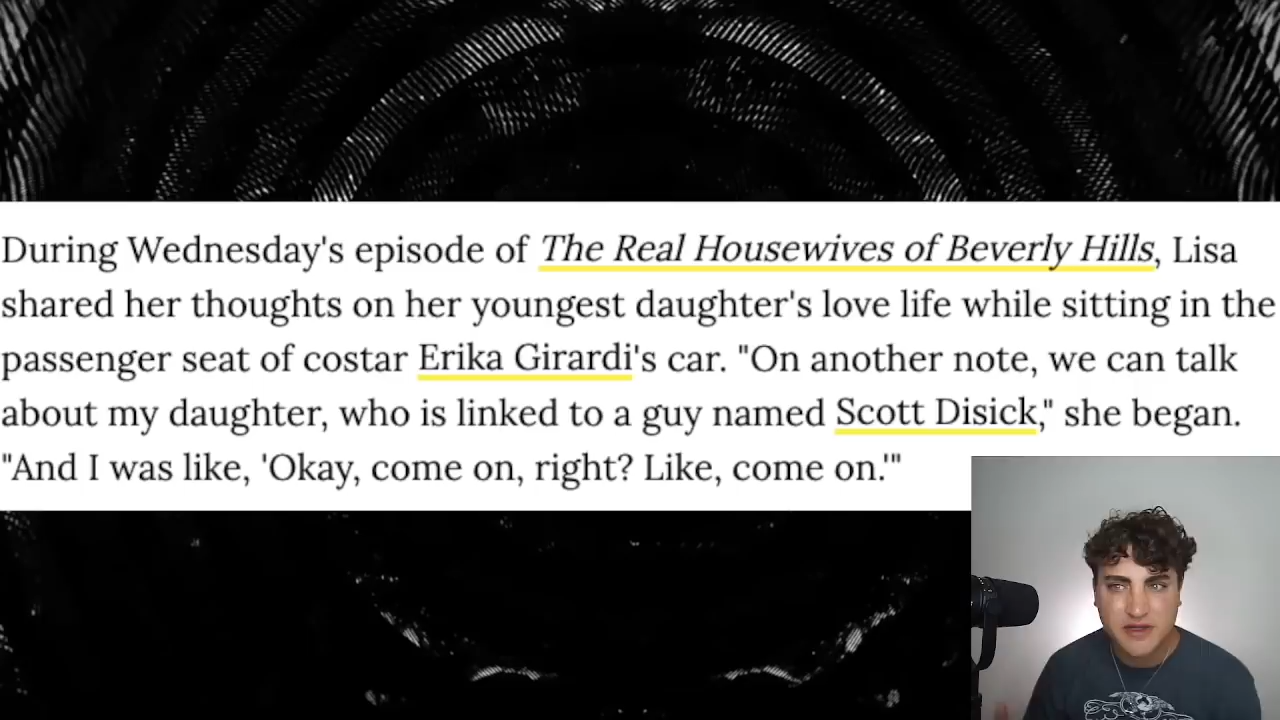 During Wednesday's episode of The Real Housewives of Beverly Hills, Lisa
shared her thoughts on her youngest daughter's love life while sitting in the
passenger seat of costar Erika Girardi's car. "On another note, we can talk
about my daughter, who is linked to a guy named Scott Disick," she began.
"And I was like, 'Okay, come on, right? Like, come on.'"